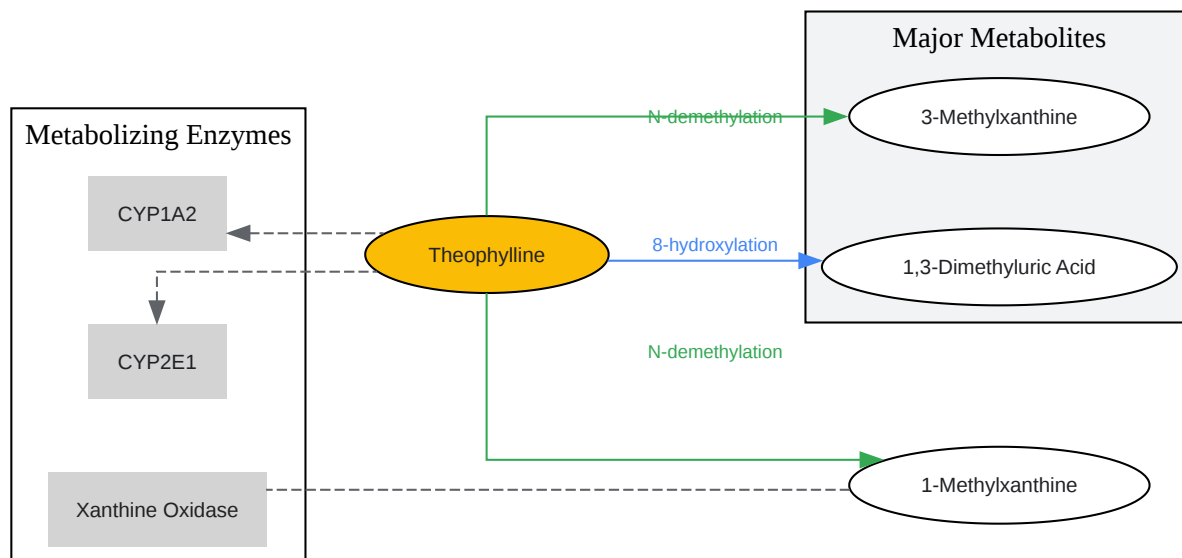 Major Metabolites
3-Methylxanthine
N-demethylation
Metabolizing Enzymes
CYP1A2
Theophylline
8-hydroxylation
1,3-Dimethyluric Acid
CYP2E1
N-demethylation
1-Methylxanthine
Xanthine Oxidase